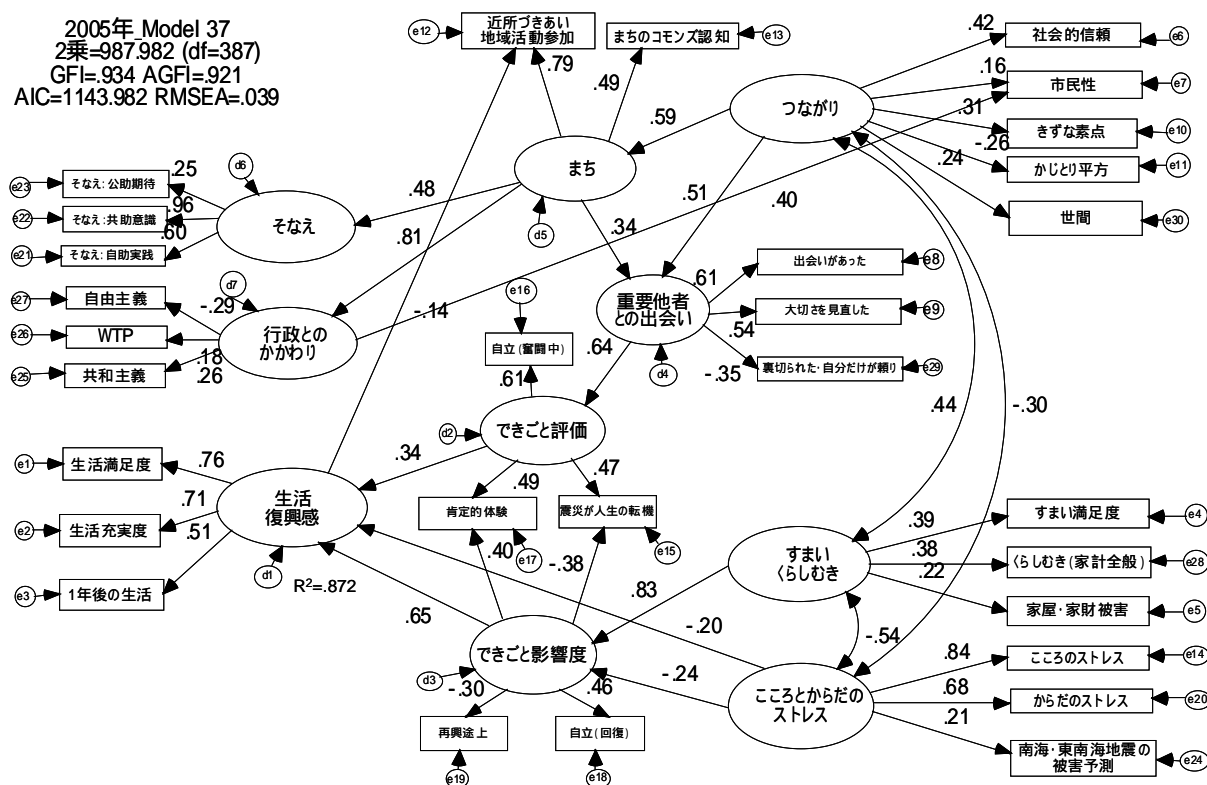 2005年_Model 37
2乗=987.982 (df=387)
GFI=.934 AGFI=.921
AIC=1143.982 RMSEA=.039
e12
近所づきあい
地域活動参加
まちのコモンズ認知
e13
.42
社会的信頼
e6
.79
.49
.16
市民性
e7
つながり
.31
.59
きずな素点
e10
-.26
.24
かじとり平方
e11
まち
d6
.25
e23
そなえ:公助期待
.96
e22
そなえ:共助意識
.60
e21
そなえ:自助実践
そなえ
.48
d5
.51
.40
世間
e30
.34
.81
d7
e27
自由主義
-.29
e26
WTP
行政との
かかわり
.18
e25
共和主義
.26
-.14
e16
重要他者
との出会い
.61
出会いがあった
e8
大切さを見直した
e9
.54
自立(奮闘中)
.64
d4
-.35
裏切られた・自分だけが頼り
e29
.61
.44
-.30
d2
できごと評価
.34
.47
.49
e1
生活満足度
.76
生活
復興感
.71
e2
生活充実度
.51
肯定的体験
震災が人生の転機
e17
e15
d1
R²=.872
e3
1年後の生活
.40
-.38
すまい
くらしむき
.39
すまい満足度
e4
.38
くらしむき(家計全般)
e28
.22
家屋・家財被害
e5
.83
.65
-.20
-.54
できごと影響度
d3
-.30
.46
-.24
こころとからだの
ストレス
.84
こころのストレス
e14
.68
からだのストレス
e20
.21
南海・東南海地震の
被害予測
e24
再興途上
自立(回復)
e19
e18